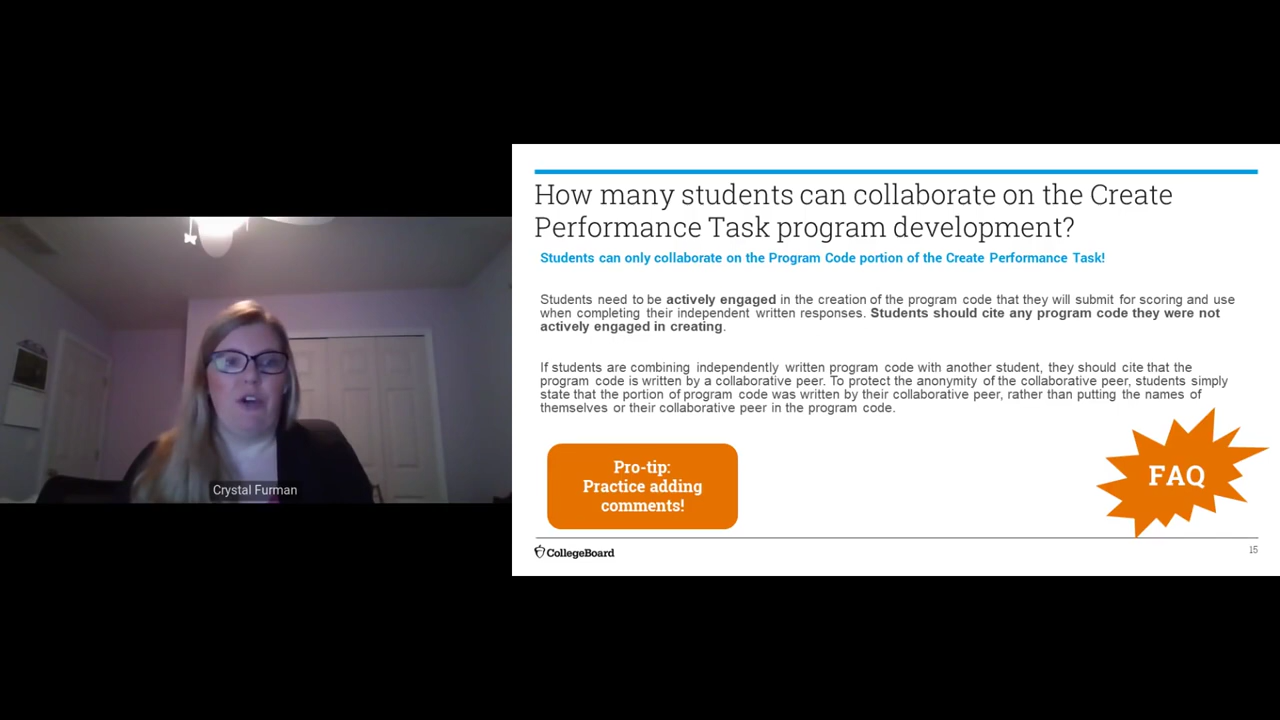 Crystal Furman
How many students can collaborate on the Create
Performance Task program development?
Students can only collaborate on the Program Code portion of the Create Performance Task!
Students need to be actively engaged in the creation of the program code that they will submit for scoring and use
when completing their independent written responses. Students should cite any program code they were not
actively engaged in creating.
If students are combining independently written program code with another student, they should cite that the
program code is written by a collaborative peer. To protect the anonymity of the collaborative peer, students simply
state that the portion of program code was written by their collaborative peer, rather than putting the names of
themselves or their collaborative peer in the program code.
Pro-tip:
Practice adding
comments!
FAQ
CollegeBoard
15